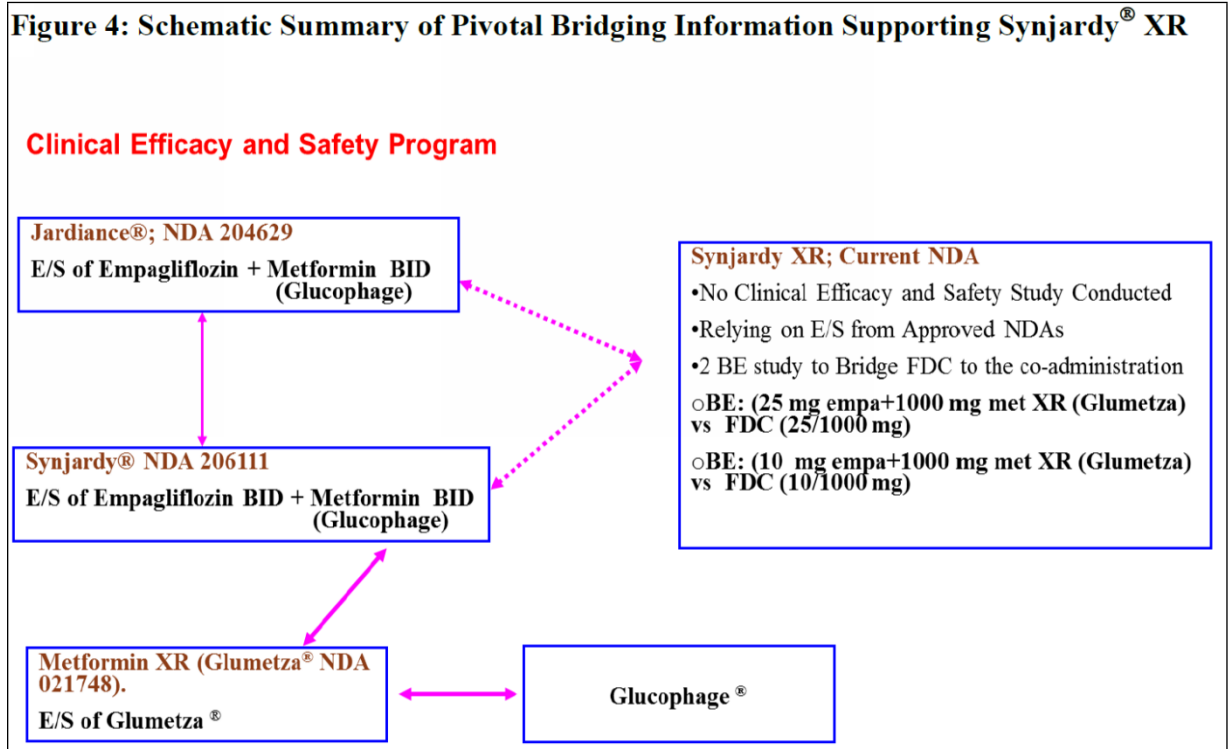 Figure 4: Schematic Summary of Pivotal Bridging Information Supporting Synjardy® XR
Clinical Efficacy and Safety Program
Jardiance®; NDA 204629
E/S of Empagliflozin + Metformin BID
(Glucophage)
Synjardy XR; Current NDA
•No Clinical Efficacy and Safety Study Conducted
•Relying on E/S from Approved NDAs
•2 BE study to Bridge FDC to the co-administration
oBE: (25 mg empa+1000 mg met XR (Glumetza)
vs FDC (25/1000 mg)
oBE: (10 mg empa+1000 mg met XR (Glumetza)
vs FDC (10/1000 mg)
Synjardy® NDA 206111
E/S of Empagliflozin BID + Metformin BID
(Glucophage)
Metformin XR (Glumetza® NDA
021748).
E/S of Glumetza ®
Glucophage ®